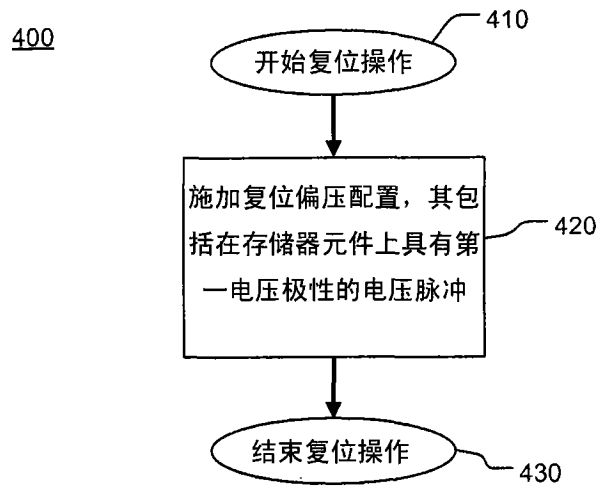 400
410
开始复位操作
施加复位偏压配置，其包
括在存储器元件上具有第
一电压极性的电压脉冲
420
结束复位操作
430